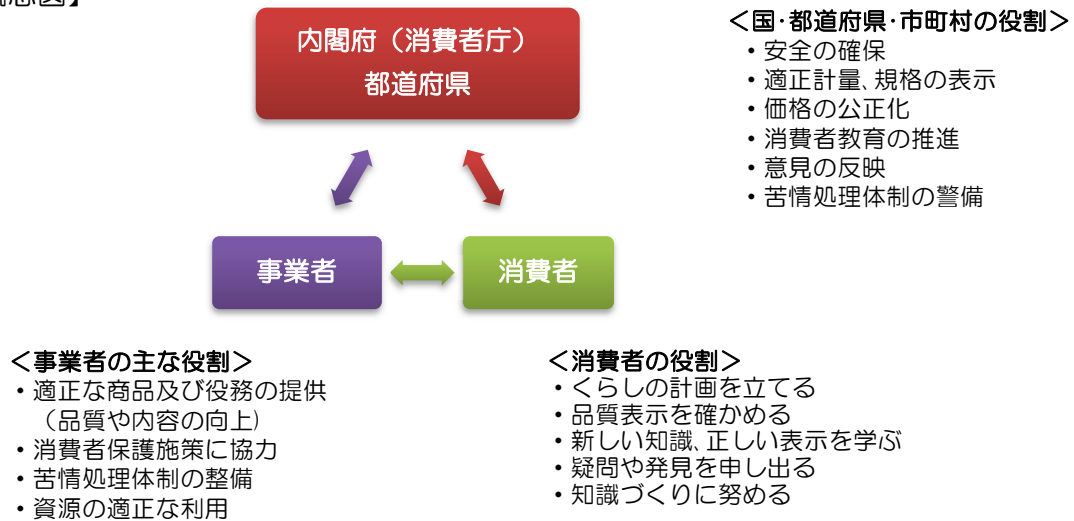 念図】
内閣府（消費者庁）
都道府県
＜国･都道府県･市町村の役割＞
・安全の確保
・適正計量､規格の表示
・価格の公正化
・消費者教育の推進
・意見の反映
・苦情処理体制の警備
事業者
消費者
＜事業者の主な役割＞
・適正な商品及び役務の提供
（品質や内容の向上)
・消費者保護施策に協力
・苦情処理体制の整備
・資源の適正な利用
＜消費者の役割＞
・くらしの計画を立てる
・品質表示を確かめる
・新しい知識､正しい表示を学ぶ
・疑問や発見を申し出る
・知識づくりに努める